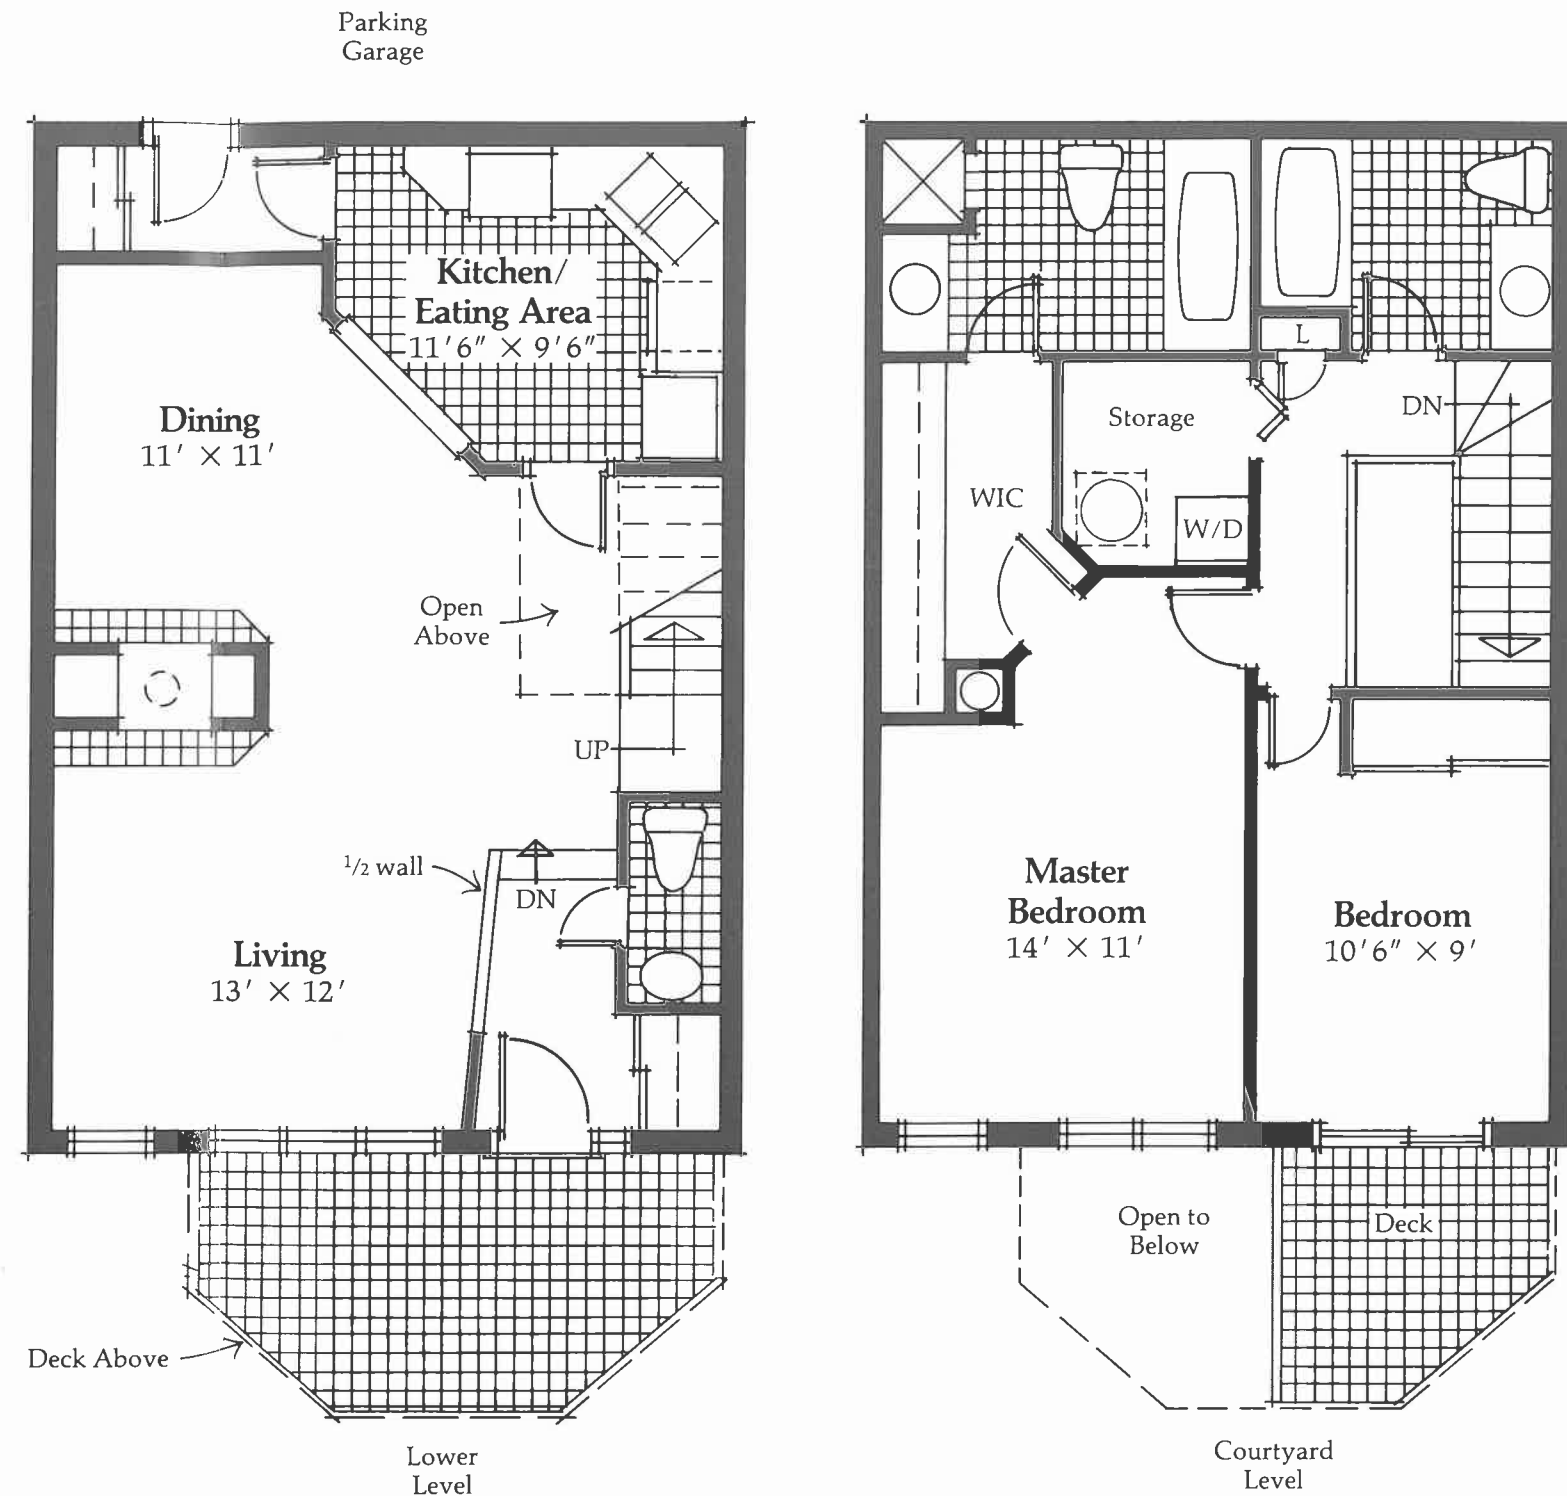 Parking
Garage
Kitchen/
Eating Area
11'6" × 9'6"
Dining
11' × 11'
Open
Above
UP
1/2 wall
DN
Living
13' × 12'
Deck Above
Lower
Level
L
Storage
DN
WIC
W/D
Master
Bedroom
14' × 11'
Bedroom
10'6" × 9'
Open to
Below
Deck
Courtyard
Level